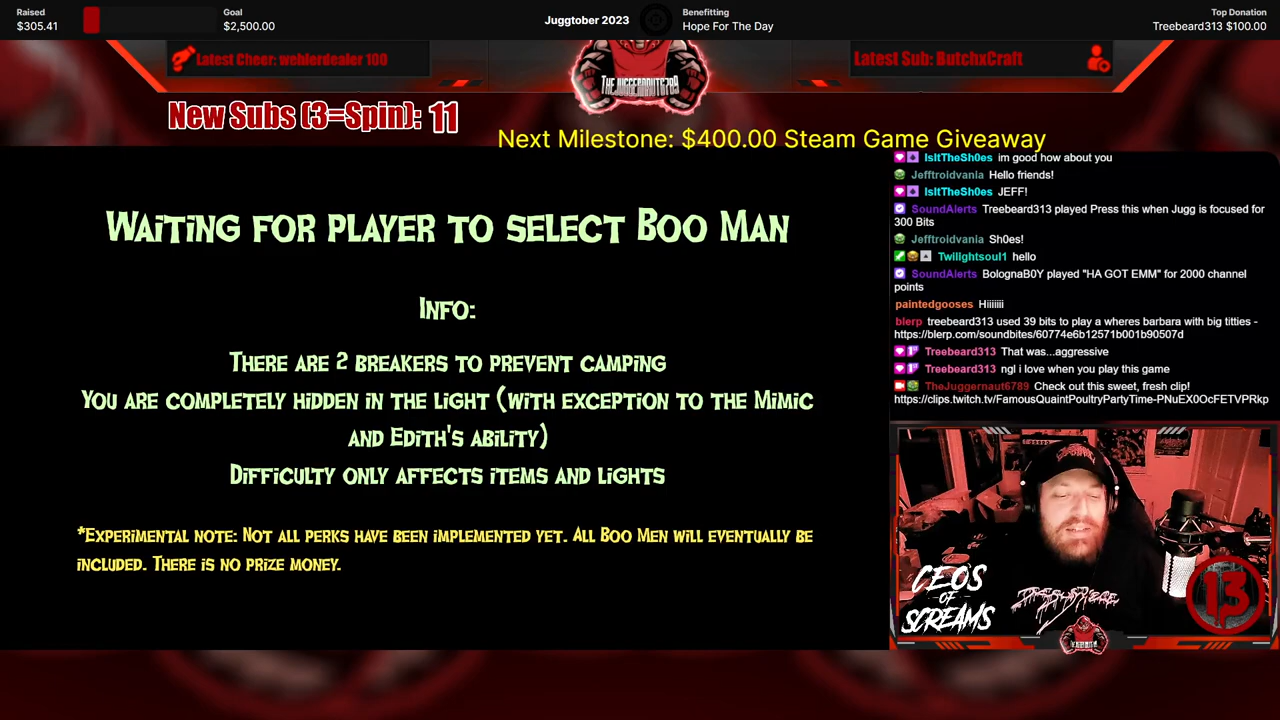 Raised
$305.41
Goal
$2,500.00
Juggtober 2023
Benefitting
Hope For The Day
Top Donation
Treebeard313 $100.00
Latest Cheer: wehlerdealer 100
THEJUGGERNAUT6789
Latest Sub: ButchxCraft
New Subs (3=Spin): 11
Next Milestone: $400.00 Steam Game Giveaway
Waiting for player to select Boo Man
Info:
There are 2 breakers to prevent camping
You are completely hidden in the light (with exception to the Mimic
and Edith's ability)
Difficulty only affects items and lights
*Experimental note: Not all perks have been implemented yet. All Boo Men will eventually be
included. There is no prize money.
IsItTheSh0es im good how about you
Jefftroidvania Hello friends!
IsItTheSh0es JEFF!
SoundAlerts Treebeard313 played Press this when Jugg is focused for
300 Bits
Jefftroidvania Sh0es!
Twilightsoul1 hello
SoundAlerts BolognaB0Y played "HA GOT EMM" for 2000 channel
points
paintedgooses Hiiiiiii
blerp treebeard313 used 39 bits to play a wheres barbara with big titties -
https://blerp.com/soundbites/60774e6b12571b001b90507d
Treebeard313 That was...aggressive
Treebeard313 ngl i love when you play this game
TheJuggernaut6789 Check out this sweet, fresh clip!
https://clips.twitch.tv/FamousQuaintPoultryPartyTime-PNuEX0OcFETVPRkp
CEOS
OF
SCREAMS
13